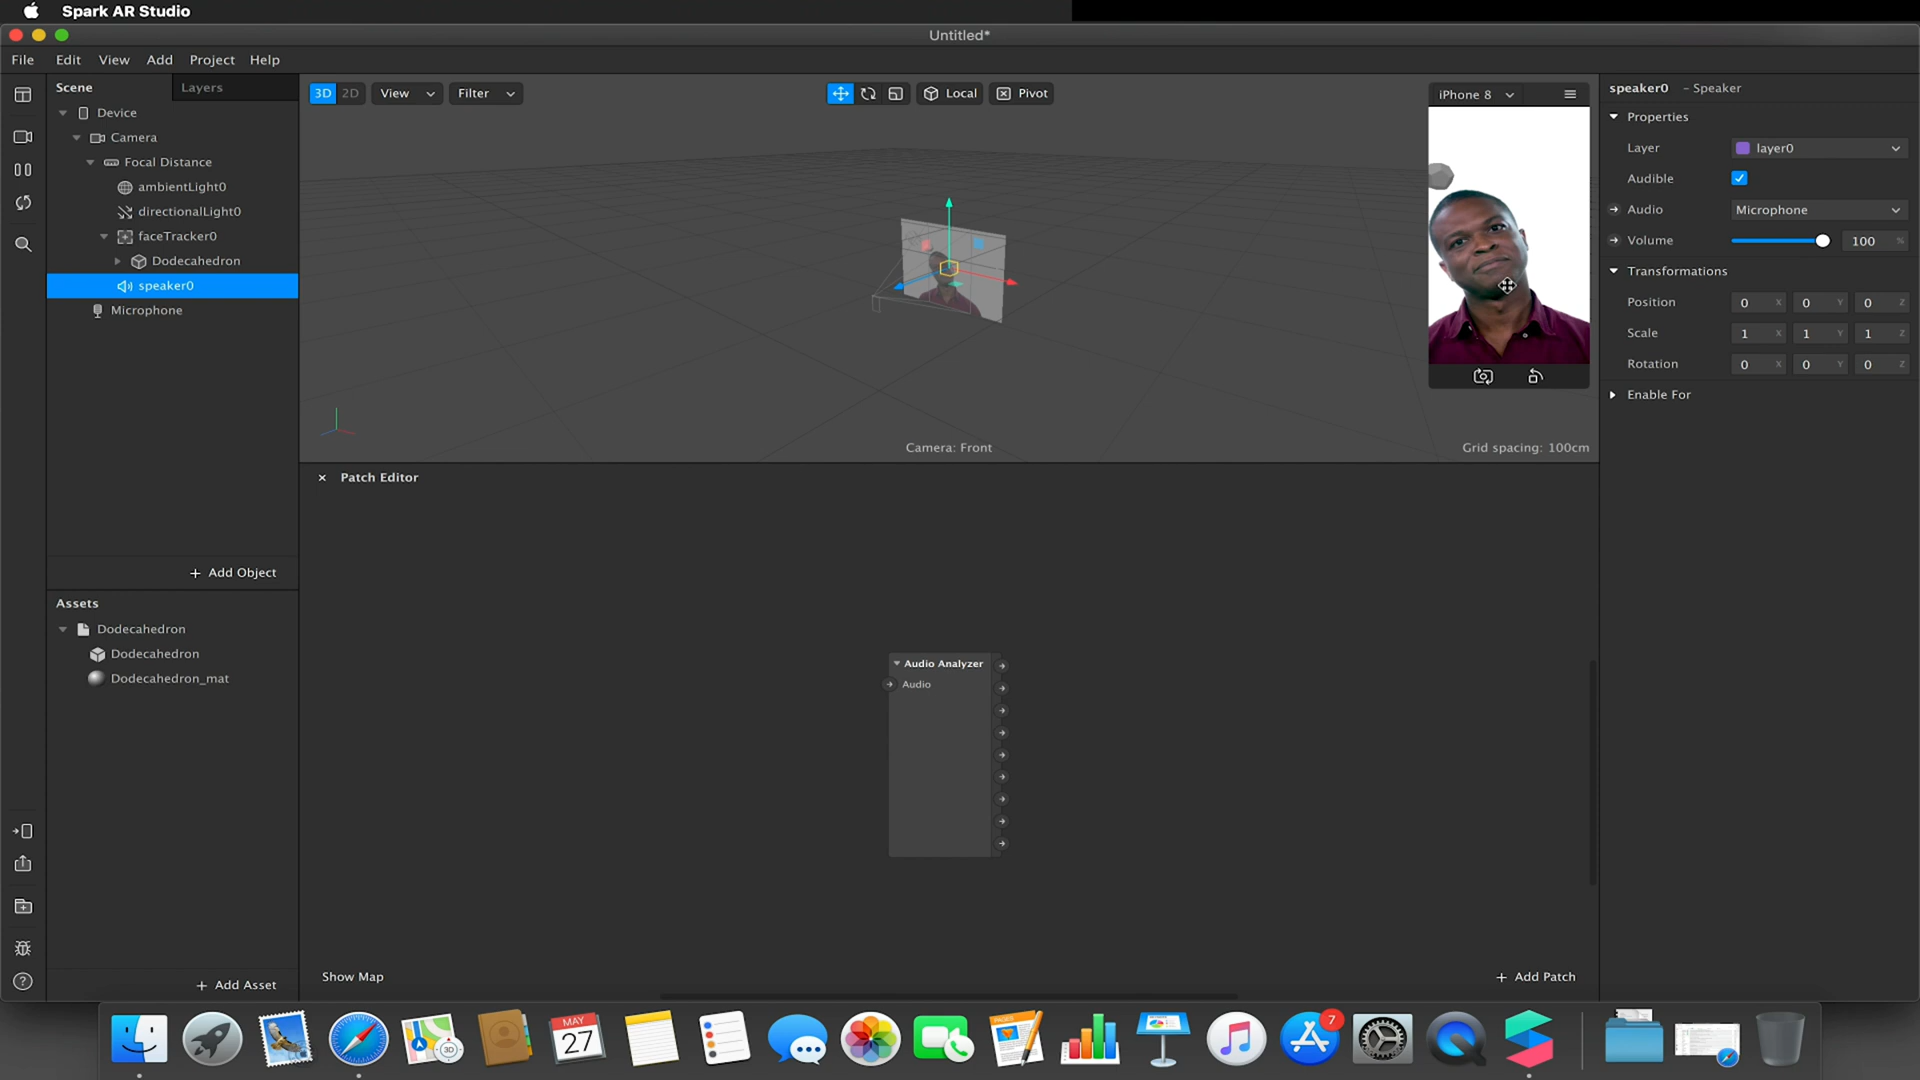 Spark AR Studio
Untitled*
File Edit View Add Project Help
Scene Layers
Device
Camera
Focal Distance
ambientLight0
directionalLight0
faceTracker0
Dodecahedron
speaker0
Microphone
+ Add Object
Assets
Dodecahedron
Dodecahedron
Dodecahedron_mat
+ Add Asset
3D 2D View Filter Local Pivot
iPhone 8
Camera: Front
Grid spacing: 100cm
× Patch Editor
Audio Analyzer
Audio
Show Map
+ Add Patch
speaker0 – Speaker
Properties
Layer layer0
Audible
Audio Microphone
Volume 100 %
Transformations
Position 0 X 0 Y 0 Z
Scale 1 X 1 Y 1 Z
Rotation 0 X 0 Y 0 Z
Enable For
3D
MAY
27
PAGES
7